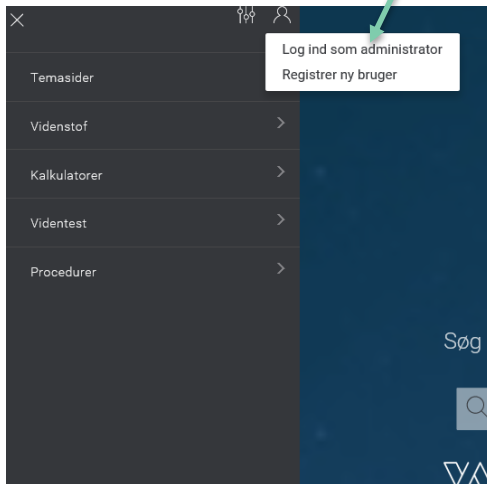 Log ind som administrator
Registrer ny bruger
Temasider
Videnstof
Kalkulatorer
Videntest
Procedurer
Søg